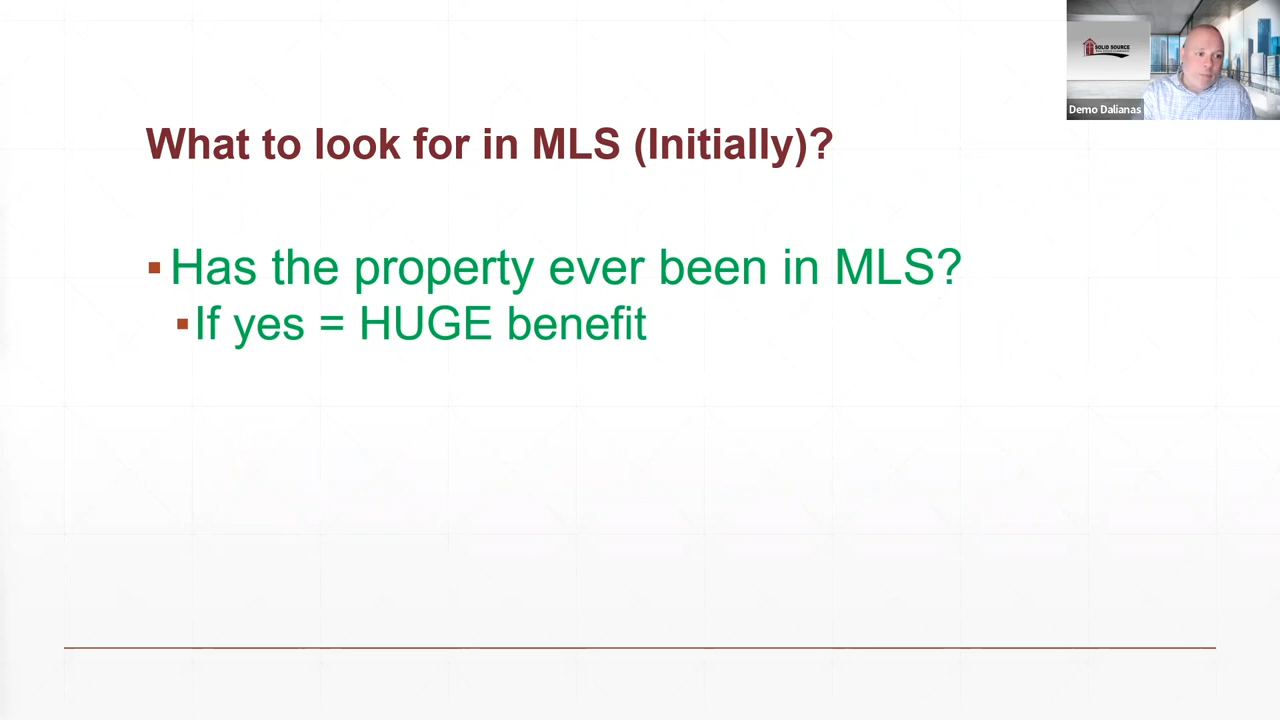 SOLID SOURCE
Demo Dalianas
What to look for in MLS (Initially)?
▪Has the property ever been in MLS?
▪If yes = HUGE benefit